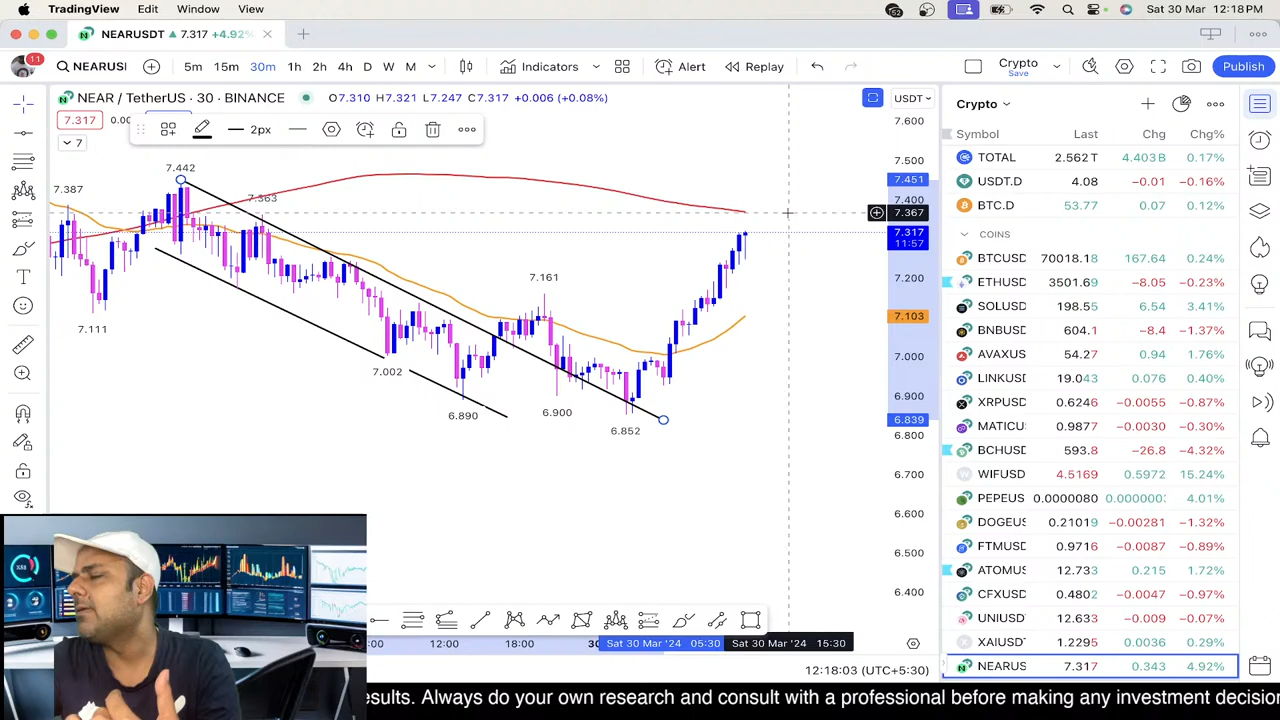 TradingView Edit Window View Sat 30 Mar 12:18 PM
NEARUSDT ▲ 7.317 +4.92%
11 NEARUS 5m 15m 30m 1h 2h 4h D W M Indicators Alert Replay Crypto Save Publish
NEAR / TetherUS · 30 · BINANCE O7.310 H7.321 L7.247 C7.317 +0.006 (+0.08%) USDT
7.317 0.00
2px
7
7.442
7.387
7.363
7.161
7.111
7.002
6.890
6.900
6.852
7.600
7.500
7.451
7.400
7.367
7.317
11:57
7.200
7.103
7.000
6.900
6.839
6.800
6.700
6.600
6.500
6.400
:00 12:00 18:00 30 Sat 30 Mar '24 05:30 Sat 30 Mar '24 15:30
12:18:03 (UTC+5:30)
Crypto
Symbol Last Chg Chg%
TOTAL 2.562 T 4.403 B 0.17%
USDT.D 4.08 −0.01 −0.16%
BTC.D 53.77 0.07 0.12%
COINS
BTCUSD 70018.18 167.64 0.24%
ETHUSD 3501.69 −8.05 −0.23%
SOLUSD 198.55 6.54 3.41%
BNBUSD 604.1 −8.4 −1.37%
AVAXUS 54.27 0.94 1.76%
LINKUSD 19.043 0.076 0.40%
XRPUSD 0.6246 −0.0055 −0.87%
MATICUS 0.9877 −0.0030 −0.30%
BCHUSD 593.8 −26.8 −4.32%
WIFUSD 4.5169 0.5972 15.24%
PEPEUS 0.0000080 0.0000000 4.01%
DOGEUS 0.21019 −0.00281 −1.32%
FTMUSD 0.9716 −0.0087 −0.89%
ATOMUS 12.733 0.215 1.72%
CFXUSD 0.4802 −0.0047 −0.97%
UNIUSD 12.633 −0.009 −0.07%
XAIUSD 1.2295 0.0036 0.29%
NEARUS 7.317 0.343 4.92%
esults. Always do your own research and consult with a professional before making any investment decisio